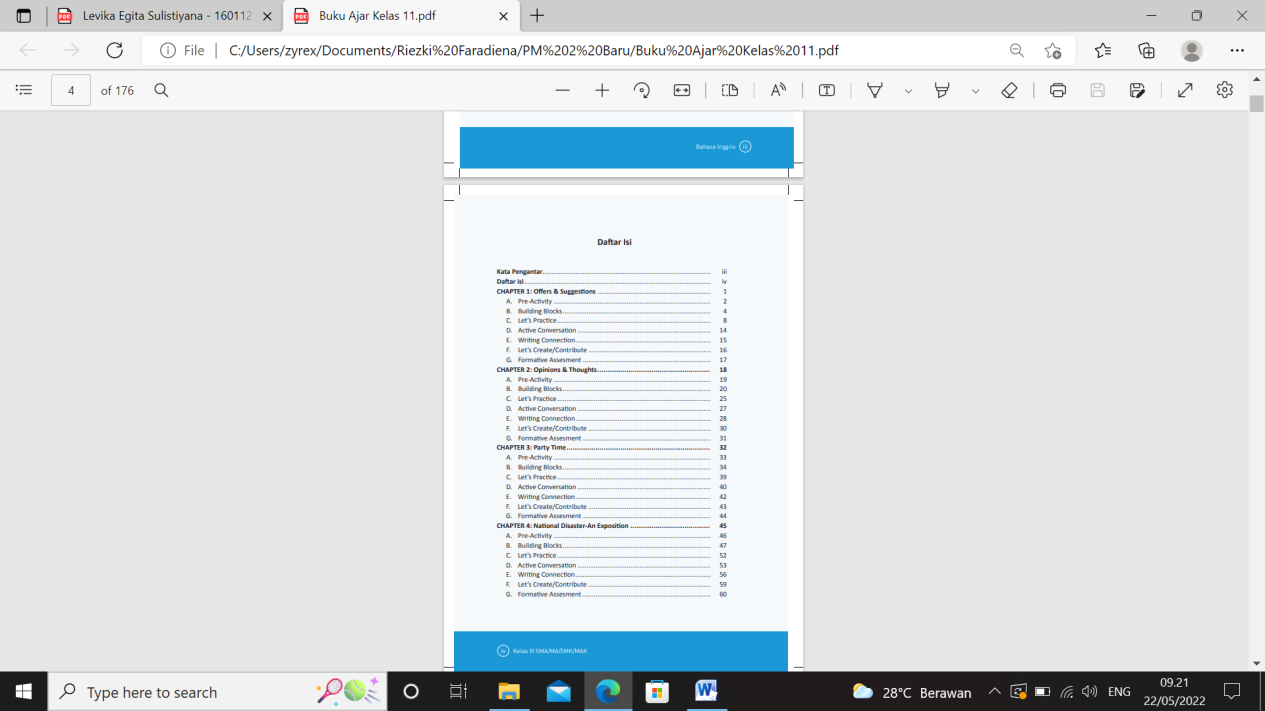 Levika Egita Sulistiyana - 160112
Buku Ajar Kelas 11.pdf
File
C:/Users/zyrex/Documents/Riezki%20Faradiena/PM%202%20Baru/Buku%20Ajar%20Kelas%2011.pdf
4 of 176
Bahasa Inggris iii
Daftar Isi
Kata Pengantar iii
Daftar isi iv
CHAPTER 1: Offers & Suggestions 1
A. Pre-Activity 2
B. Building Blocks 4
C. Let's Practice 8
D. Active Conversation 14
E. Writing Connection 15
F. Let's Create/Contribute 16
G. Formative Assesment 17
CHAPTER 2: Opinions & Thoughts 18
A. Pre-Activity 19
B. Building Blocks 20
C. Let's Practice 25
D. Active Conversation 27
E. Writing Connection 28
F. Let's Create/Contribute 30
G. Formative Assesment 31
CHAPTER 3: Party Time 32
A. Pre-Activity 33
B. Building Blocks 34
C. Let's Practice 39
D. Active Conversation 40
E. Writing Connection 42
F. Let's Create/Contribute 43
G. Formative Assesment 44
CHAPTER 4: National Disaster-An Exposition 45
A. Pre-Activity 46
B. Building Blocks 47
C. Let's Practice 52
D. Active Conversation 53
E. Writing Connection 56
F. Let's Create/Contribute 59
G. Formative Assesment 60
iv Kelas XI SMA/MA/SMK/MAK
Type here to search
28°C Berawan
ENG
09.21
22/05/2022